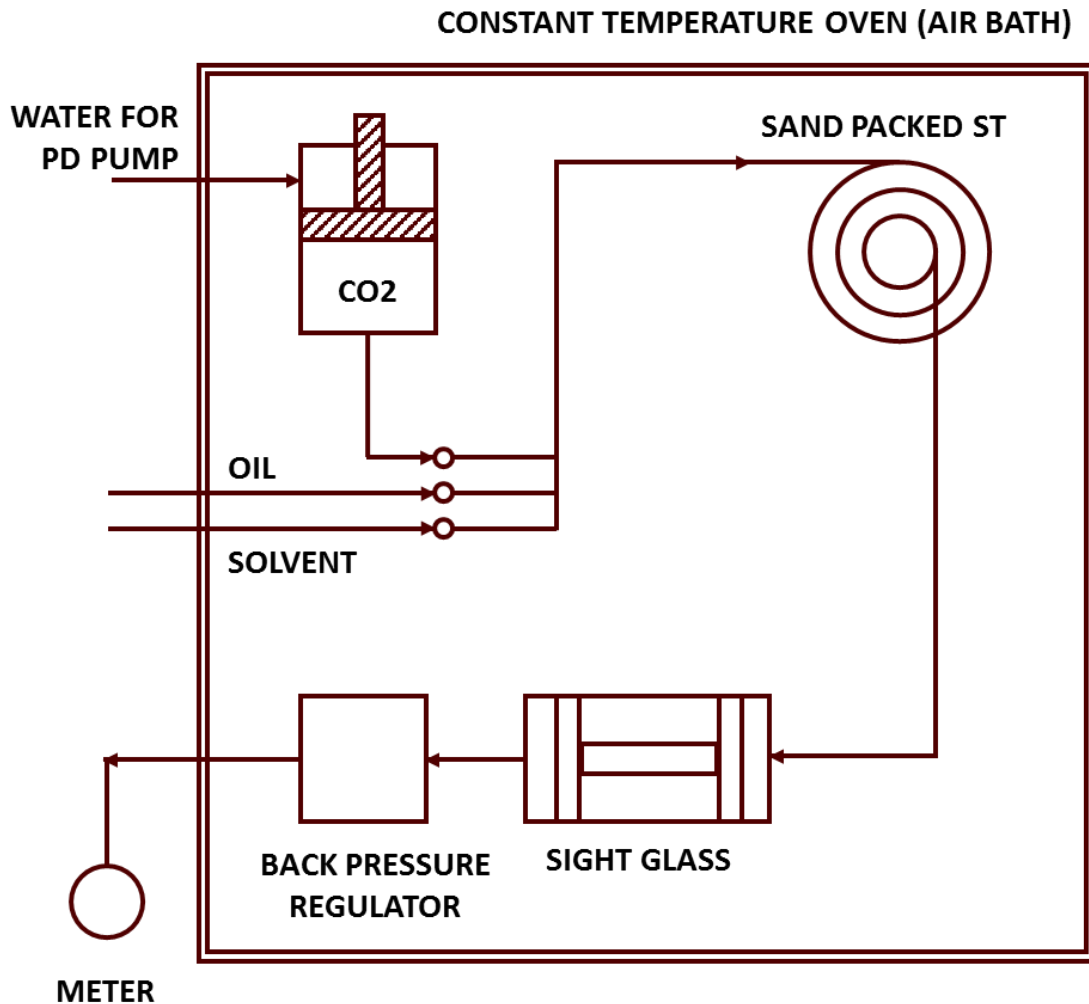 CONSTANT TEMPERATURE OVEN (AIR BATH)
WATER FOR
PD PUMP
SAND PACKED ST
CO2
OIL
SOLVENT
BACK PRESSURE
REGULATOR
SIGHT GLASS
METER